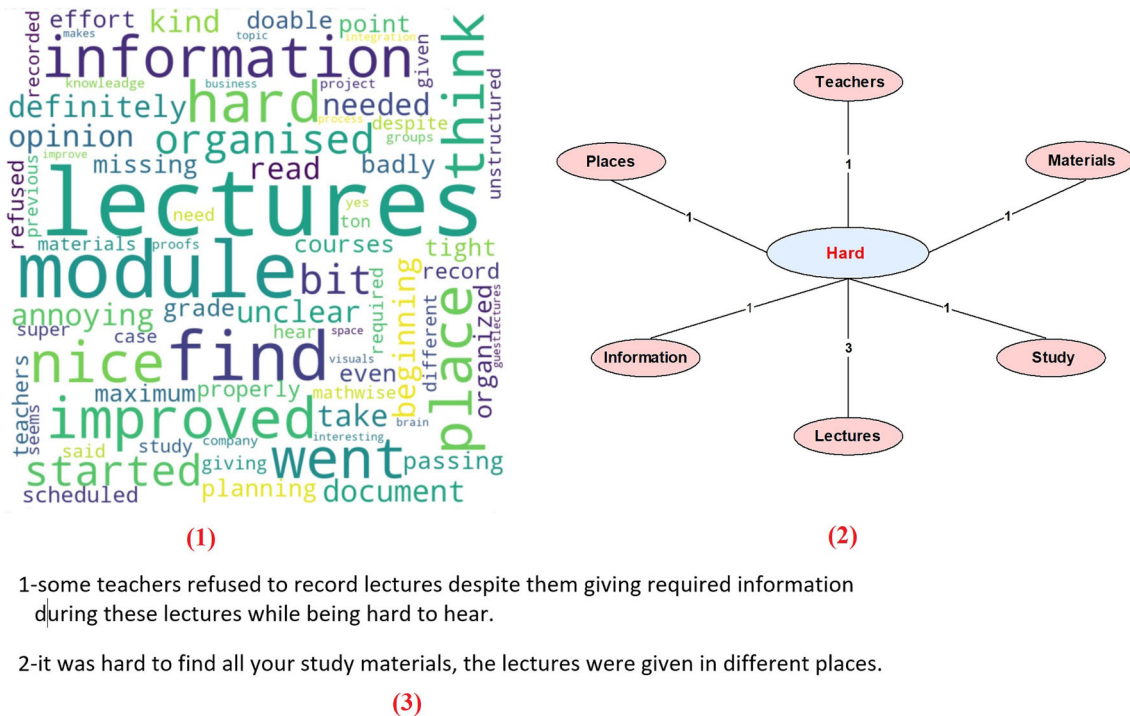 effort kind doable point
recorded makes topic integration given
information think
knowleadge business project
definitely hard needed
process despite
opinion organised groups
improve missing read badly unstructured
refused previous
lectures
need yes
materials proofs ton
courses tight
module bit record
annoying grade unclear required beginning different organized guestlectures
super case hear space
nice find visuals even place
teachers seems maximum properly mathwise
improved take brain
said study company interesting
started giving went passing
scheduled planning document
(1)
Teachers
Places
Materials
1
1
1
Hard
1
1
Information
3
Study
Lectures
(2)
1-some teachers refused to record lectures despite them giving required information
during these lectures while being hard to hear.
2-it was hard to find all your study materials, the lectures were given in different places.
(3)